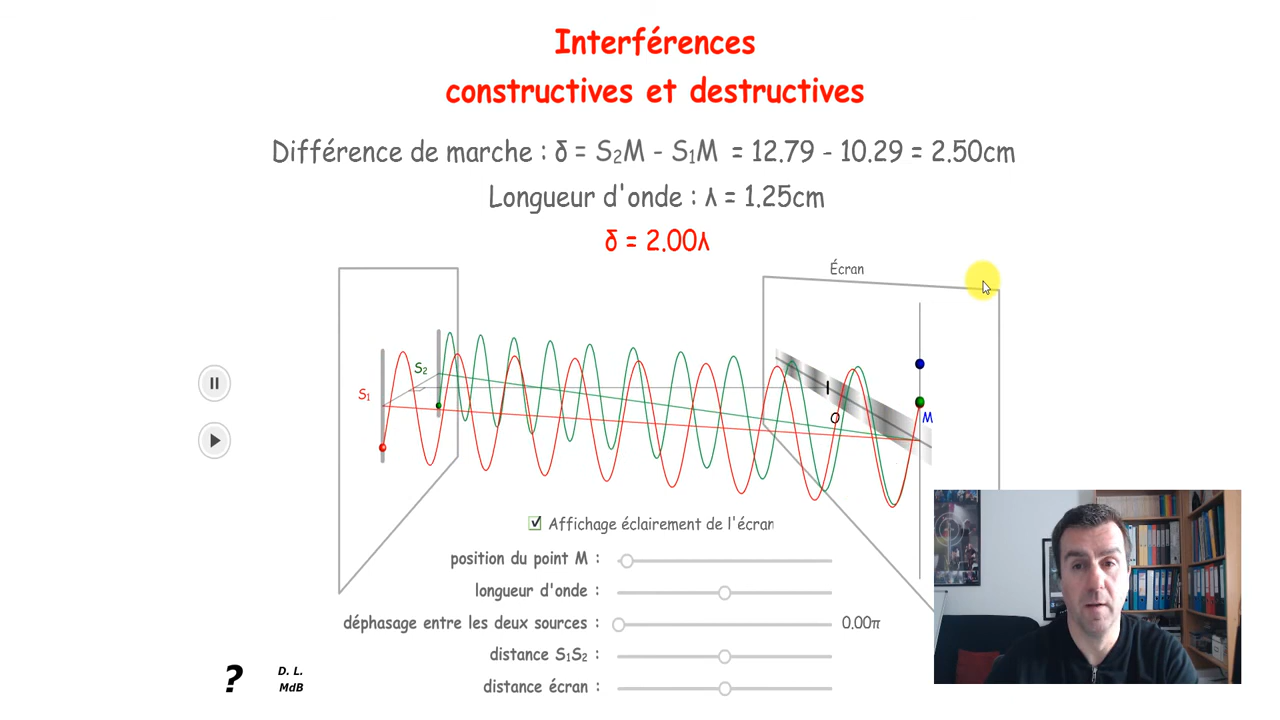 Interférences
constructives et destructives
Différence de marche : δ = S₂M - S₁M = 12.79 - 10.29 = 2.50cm
Longueur d'onde : λ = 1.25cm
δ = 2.00λ
Écran
S₂
S₁
O
M
Affichage éclairement de l'écran
position du point M :
longueur d'onde :
déphasage entre les deux sources : 0.00π
distance S₁S₂ :
distance écran :
? D. L.
MdB